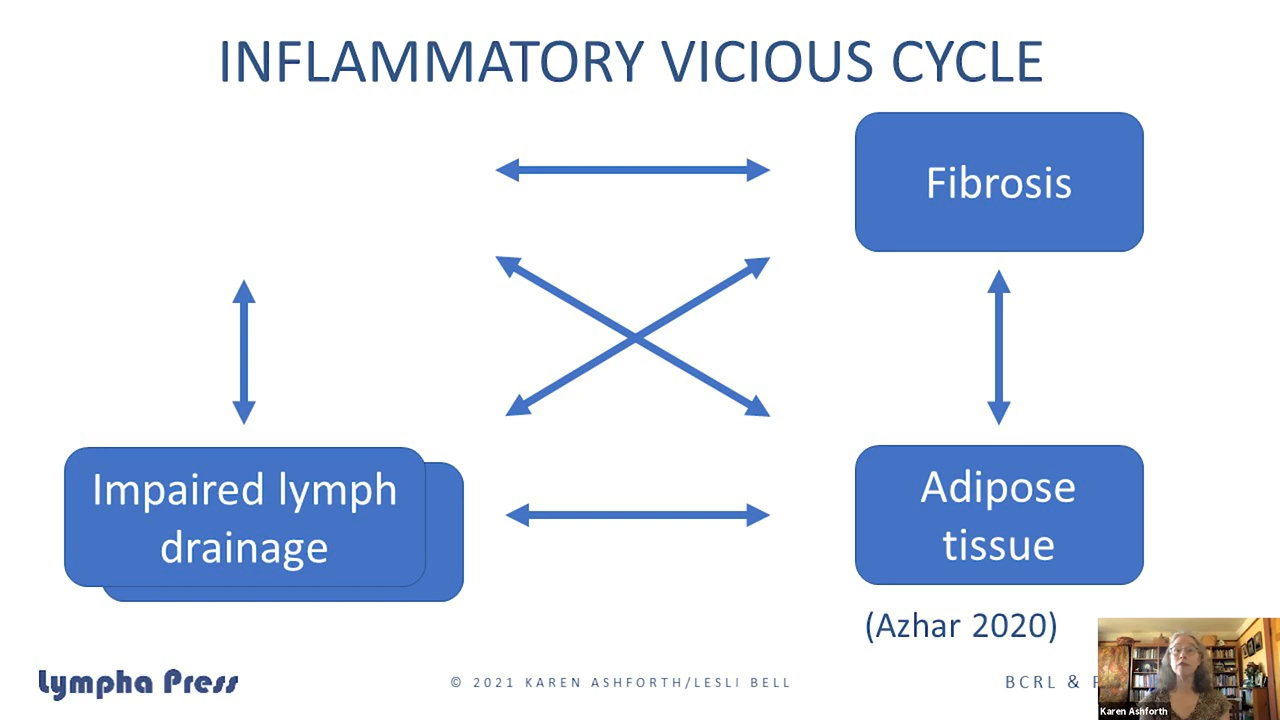 INFLAMMATORY VICIOUS CYCLE
Fibrosis
Impaired lymph
drainage
Adipose
tissue
(Azhar 2020)
Lympha Press
© 2021 KAREN ASHFORTH/LESLI BELL
BCRL &
Karen Ashforth